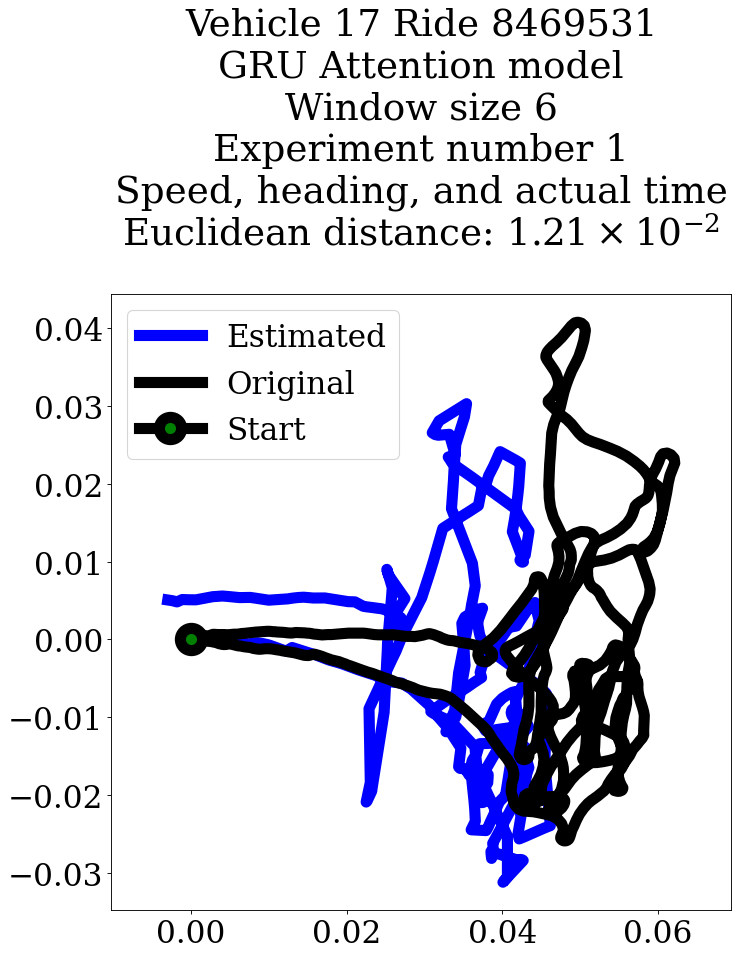 Vehicle 17 Ride 8469531
GRU Attention model
Window size 6
Experiment number 1
Speed, heading, and actual time
Euclidean distance: 1.21 × 10⁻²
Estimated
Original
Start
0.04
0.03
0.02
0.01
0.00
−0.01
−0.02
−0.03
0.00 0.02 0.04 0.06